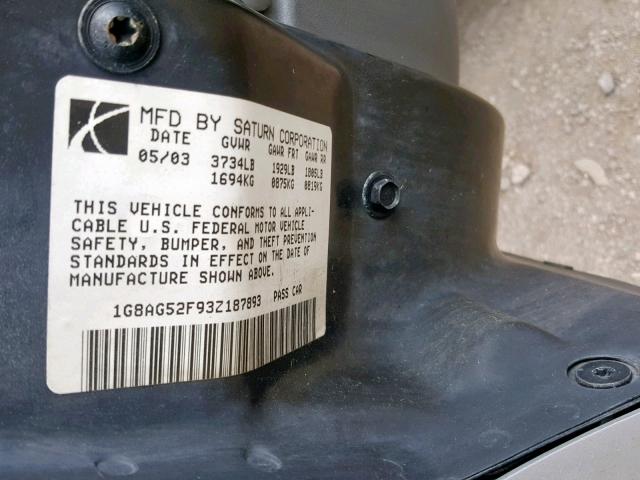 MFD BY SATURN CORPORATION
DATE GVWR GAWR FRT GAWR RR
05/03 3734LB 1929LB 1805LB
1694KG 0875KG 0819KG
THIS VEHICLE CONFORMS TO ALL APPLI-
CABLE U.S. FEDERAL MOTOR VEHICLE
SAFETY, BUMPER, AND THEFT PREVENTION
STANDARDS IN EFFECT ON THE DATE OF
MANUFACTURE SHOWN ABOVE.
1G8AG52F93Z187893 PASS CAR